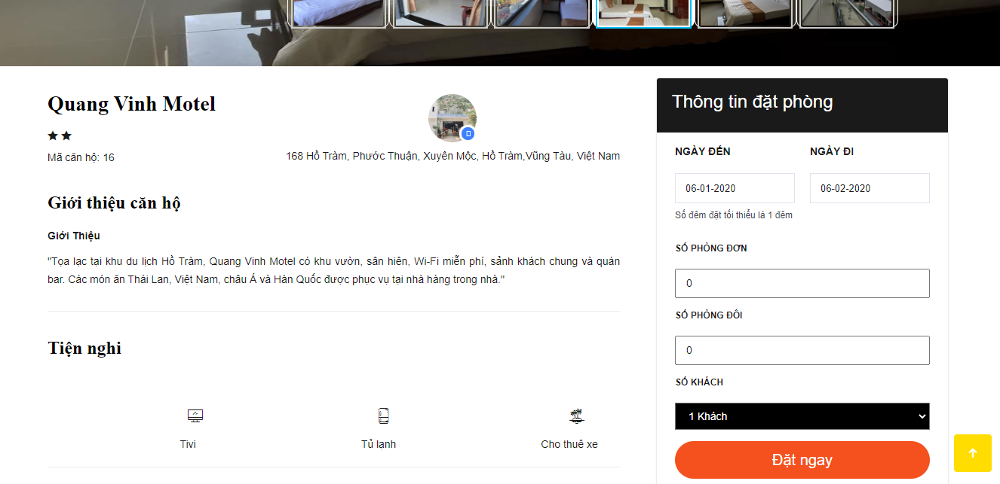 Quang Vinh Motel
Mã căn hộ: 16
168 Hồ Tràm, Phước Thuận, Xuyên Mộc, Hồ Tràm,Vũng Tàu, Việt Nam
Giới thiệu căn hộ
Giới Thiệu
"Tọa lạc tại khu du lịch Hồ Tràm, Quang Vinh Motel có khu vườn, sân hiên, Wi-Fi miễn phí, sảnh khách chung và quán
bar. Các món ăn Thái Lan, Việt Nam, châu Á và Hàn Quốc được phục vụ tại nhà hàng trong nhà."
Tiện nghi
Tivi
Tủ lạnh
Cho thuê xe
Thông tin đặt phòng
NGÀY ĐẾN
NGÀY ĐI
06-01-2020
06-02-2020
Số đêm đặt tối thiểu là 1 đêm
SỐ PHÒNG ĐƠN
0
SỐ PHÒNG ĐÔI
0
SỐ KHÁCH
1 Khách
Đặt ngay